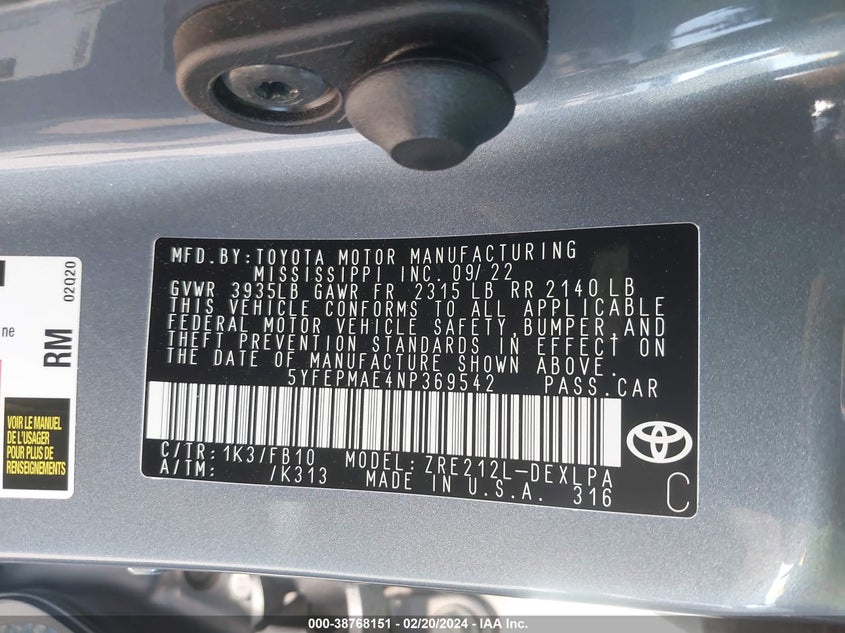 MFD.BY:TOYOTA MOTOR MANUFACTURING
MISSISSIPPI INC. 09/22
GVWR 3935LB GAWR FR 2315 LB RR 2140 LB
THIS VEHICLE CONFORMS TO ALL APPLICABLE
FEDERAL MOTOR VEHICLE SAFETY,BUMPER,AND
THEFT PREVENTION STANDARDS IN EFFECT ON
THE DATE OF MANUFACTURE SHOWN ABOVE.
5YFEPMAE4NP369542 PASS.CAR
C/TR: 1K3/FB10 MODEL: ZRE212L-DEXLPA
A/TM: /K313 MADE IN U.S.A. 316
C
02020
RM
ne
VOIR LE MANUEL
DE L'USAGER
POUR PLUS DE
RENSEIGNEMENTS
000-38768151 - 02/20/2024 - IAA Inc.